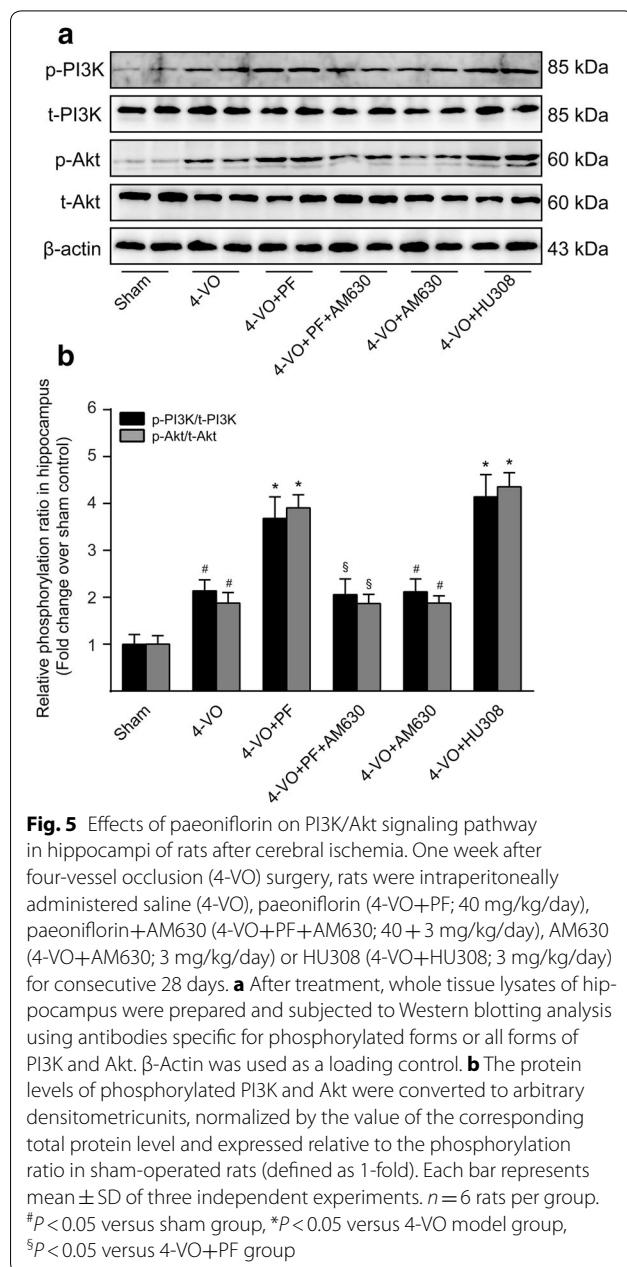 a
p-PI3K 85 kDa
t-PI3K 85 kDa
p-Akt 60 kDa
t-Akt 60 kDa
β-actin 43 kDa
Sham 4-VO 4-VO+PF 4-VO+PF+AM630 4-VO+AM630 4-VO+HU308
b
Relative phosphorylation ratio in hippocampus
(Fold change over sham control)
6
5
4
3
2
1
p-PI3K/t-PI3K
p-Akt/t-Akt
# # * * § § # # * *
Sham 4-VO 4-VO+PF 4-VO+PF+AM630 4-VO+AM630 4-VO+HU308
Fig. 5 Effects of paeoniflorin on PI3K/Akt signaling pathway
in hippocampi of rats after cerebral ischemia. One week after
four-vessel occlusion (4-VO) surgery, rats were intraperitoneally
administered saline (4-VO), paeoniflorin (4-VO+PF; 40 mg/kg/day),
paeoniflorin+AM630 (4-VO+PF+AM630; 40 + 3 mg/kg/day), AM630
(4-VO+AM630; 3 mg/kg/day) or HU308 (4-VO+HU308; 3 mg/kg/day)
for consecutive 28 days. a After treatment, whole tissue lysates of hip-
pocampus were prepared and subjected to Western blotting analysis
using antibodies specific for phosphorylated forms or all forms of
PI3K and Akt. β-Actin was used as a loading control. b The protein
levels of phosphorylated PI3K and Akt were converted to arbitrary
densitometricunits, normalized by the value of the corresponding
total protein level and expressed relative to the phosphorylation
ratio in sham-operated rats (defined as 1-fold). Each bar represents
mean ± SD of three independent experiments. n = 6 rats per group.
#P < 0.05 versus sham group, *P < 0.05 versus 4-VO model group,
§P < 0.05 versus 4-VO+PF group